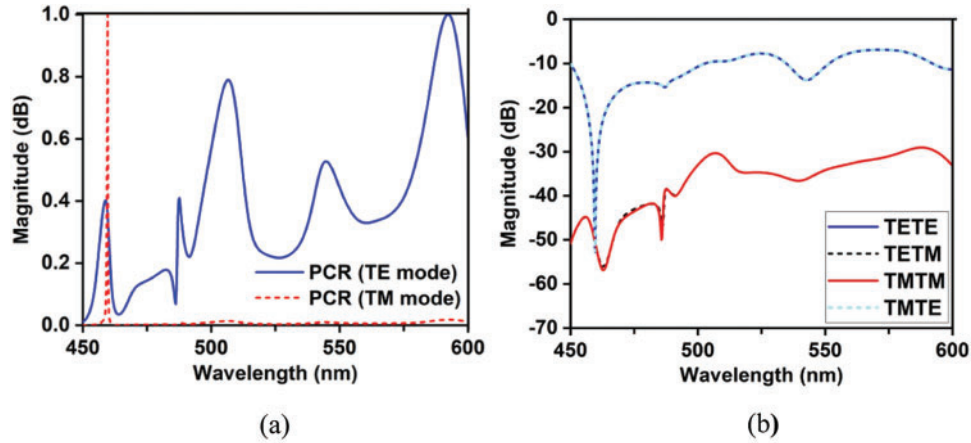 1.0
0.8
0.6
0.4
0.2
0.0
Magnitude (dB)
PCR (TE mode)
PCR (TM mode)
450 500 550 600
Wavelength (nm)
(a)
0
-10
-20
-30
-40
-50
-60
-70
Magnitude (dB)
TETE
TETM
TMTM
TMTE
450 500 550 600
Wavelength (nm)
(b)